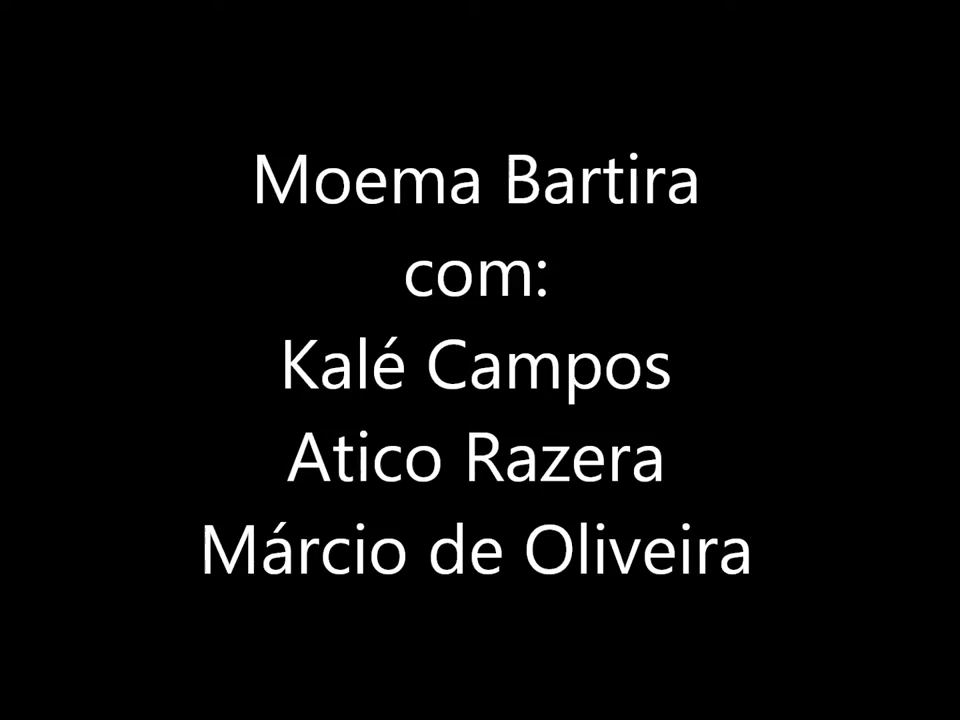 Moema Bartira
com:
Kalé Campos
Atico Razera
Márcio de Oliveira